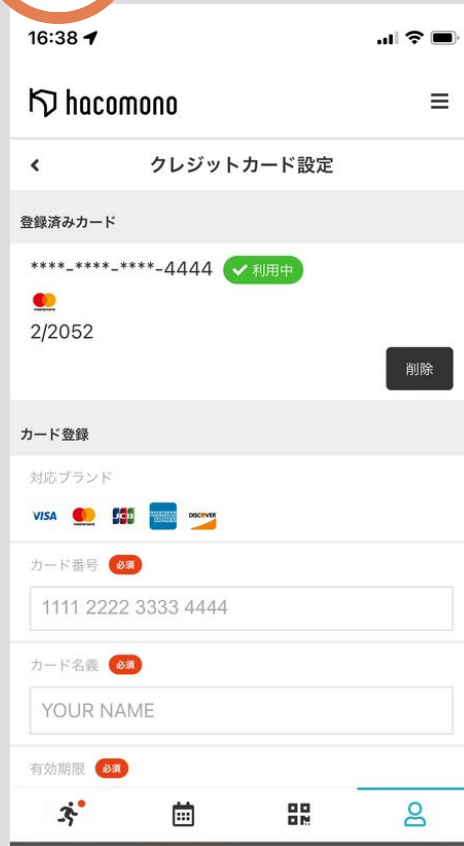 16:38
hacomono
クレジットカード設定
登録済みカード
****-****-****-4444 利用中
2/2052
削除
カード登録
対応ブランド
VISA JCB DISCOVER
カード番号 必須
1111 2222 3333 4444
カード名義 必須
YOUR NAME
有効期限 必須